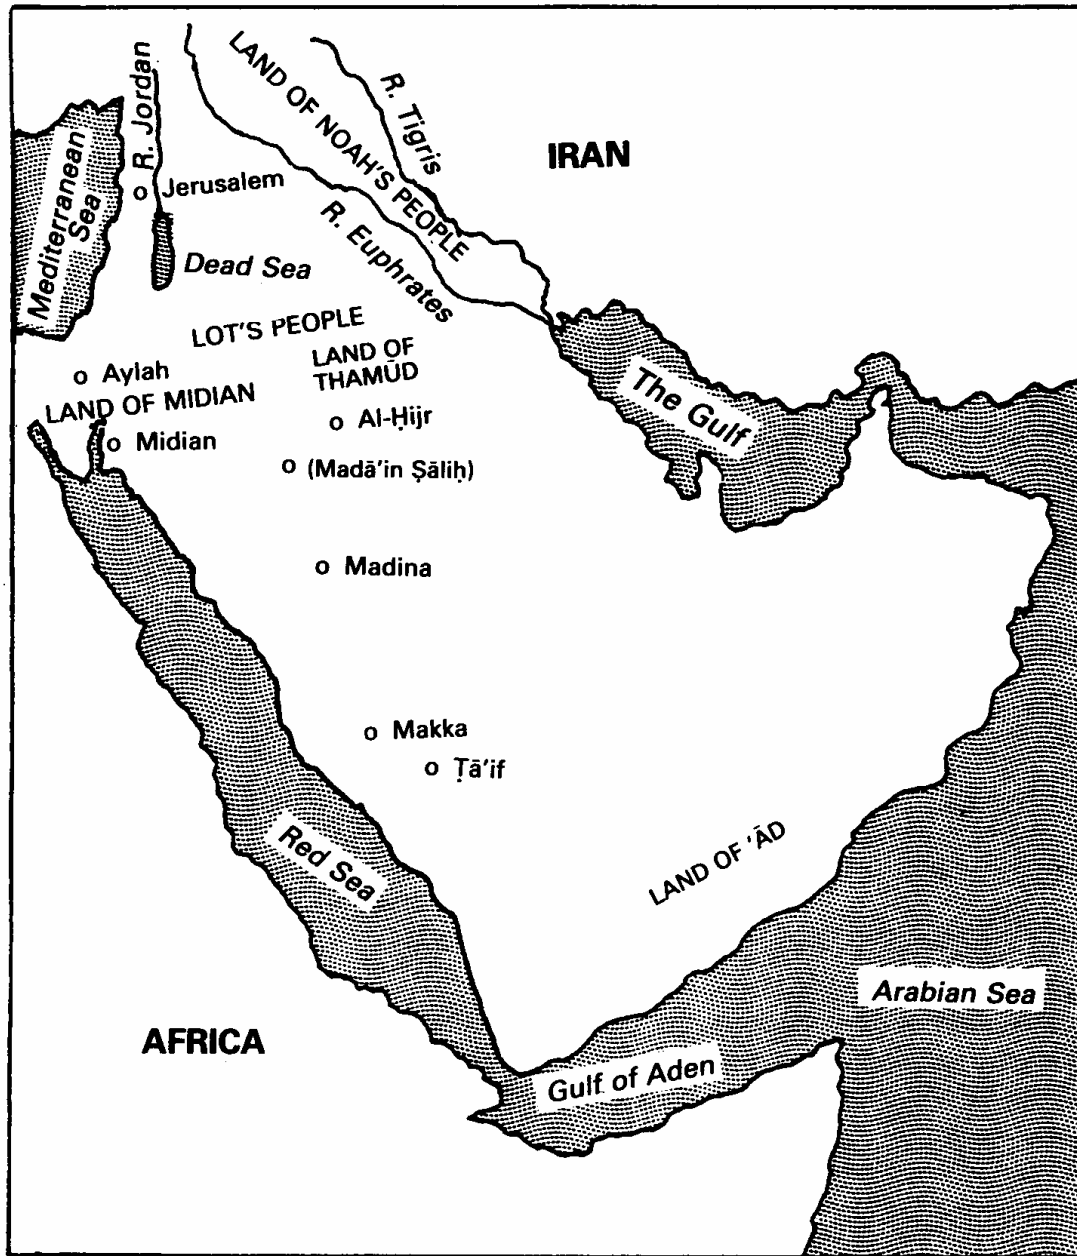 R. Jordan
LAND OF NOAH'S PEOPLE
R. Tigris
IRAN
Mediterranean
Sea
o Jerusalem
R. Euphrates
Dead Sea
LOT'S PEOPLE
LAND OF
THAMŪD
o Aylah
The Gulf
LAND OF MIDIAN
o Al-Ḥijr
o Midian
o (Madā'in Ṣāliḥ)
o Madina
o Makka
o Ṭā'if
Red Sea
LAND OF 'ĀD
Arabian Sea
AFRICA
Gulf of Aden